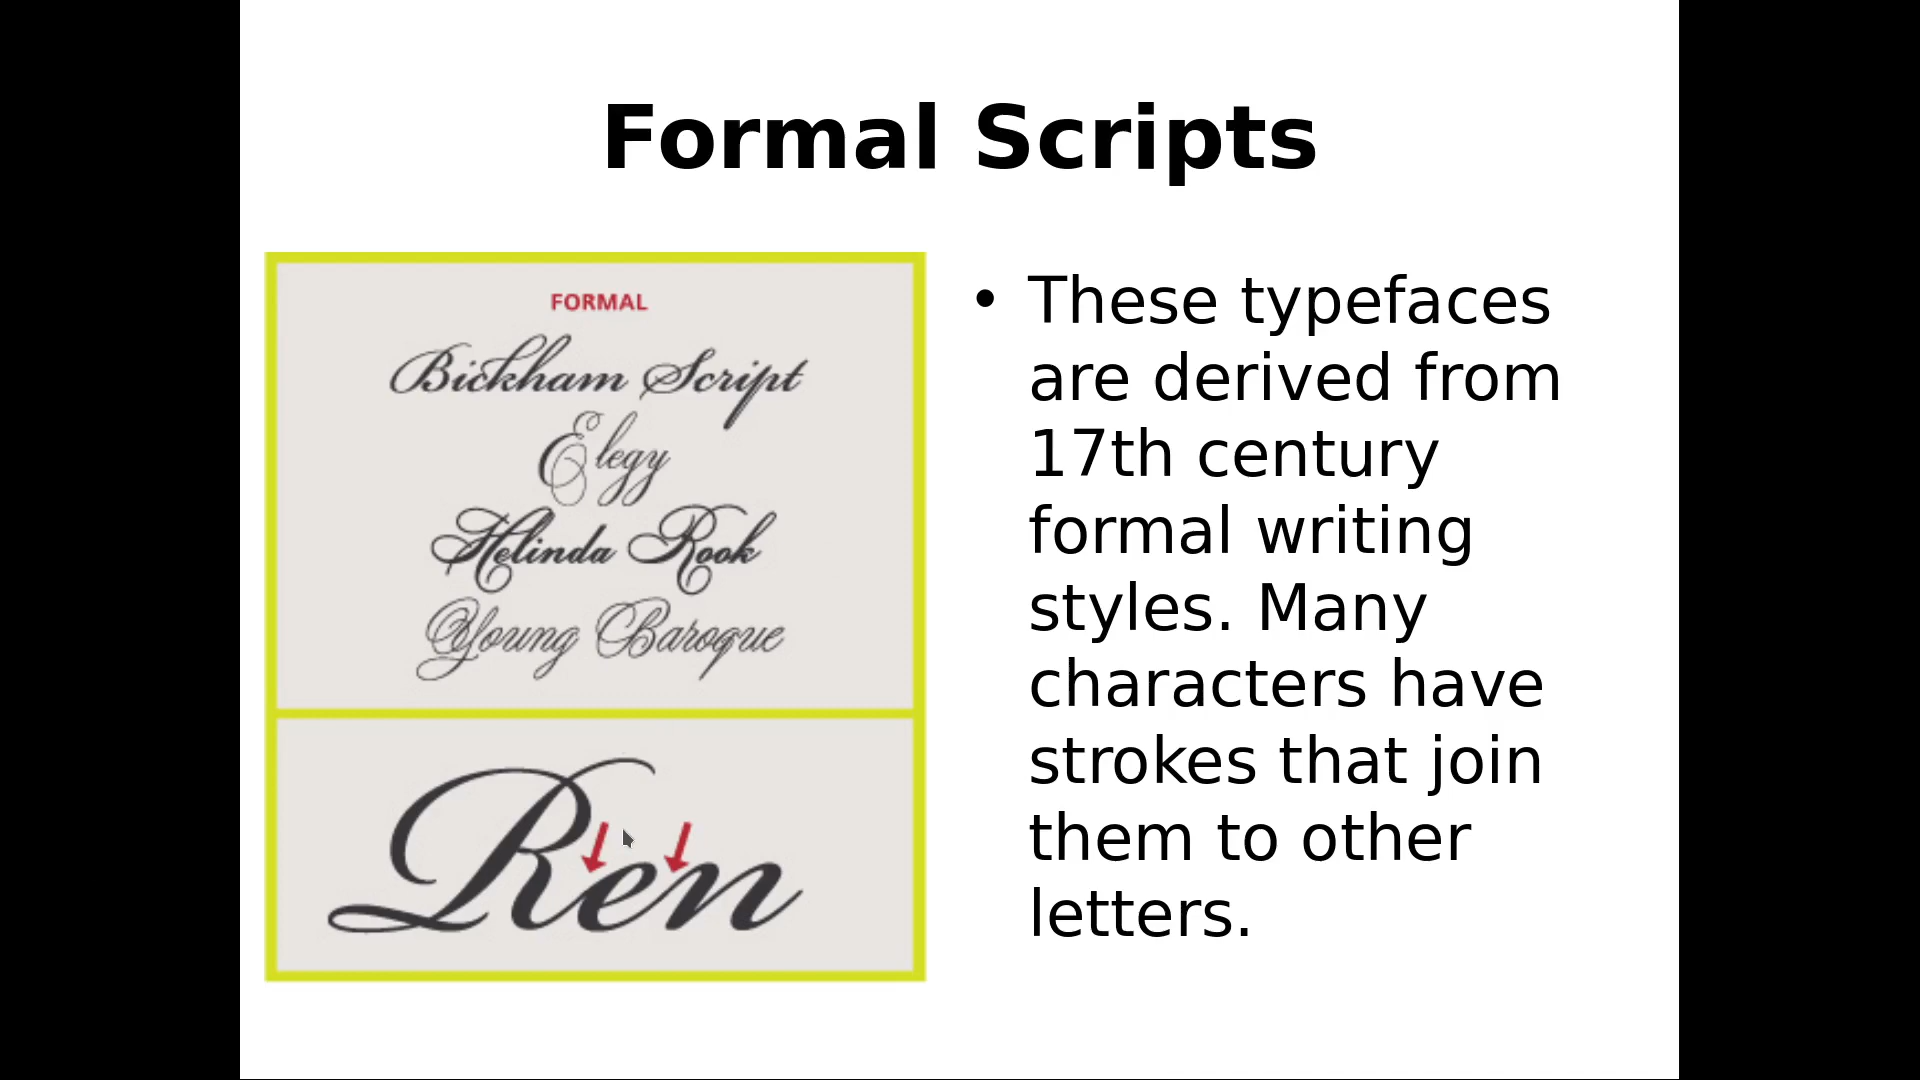 Formal Scripts
FORMAL
Bickham Script
Elegy
Helinda Rook
Young Baroque
Ren
• These typefaces
are derived from
17th century
formal writing
styles. Many
characters have
strokes that join
them to other
letters.